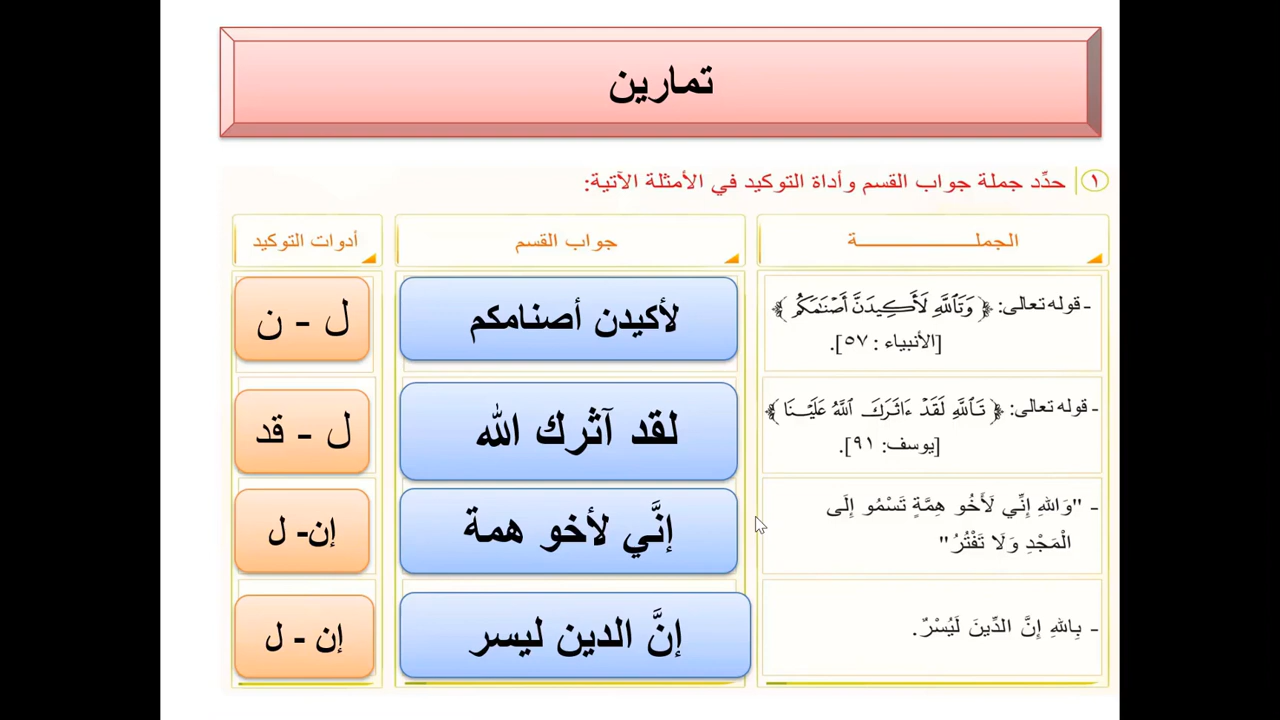 تمارين
١ حدِّد جملة جواب القسم وأداة التوكيد في الأمثلة الآتية:
الجملـــــــــــــــة جواب القسم أدوات التوكيد
- قوله تعالى: ﴿ وَتَٱللَّهِ لَأَكِيدَنَّ أَصْنَٰمَكُم ﴾
[الأنبياء : ٥٧].
لأكيدن أصنامكم
ل - ن
- قوله تعالى: ﴿ تَٱللَّهِ لَقَدْ ءَاثَرَكَ ٱللَّهُ عَلَيْنَا ﴾
[يوسف: ٩١].
لقد آثرك الله
ل - قد
- "وَاللهِ إِنِّي لَأَخُو هِمَّةٍ تَسْمُو إِلَى
الْمَجْدِ وَلَا تَفْتُرُ"
إنَّي لأخو همة
إن- ل
- بِاللهِ إِنَّ الدِّينَ لَيُسْرٌ.
إنَّ الدين ليسر
إن - ل